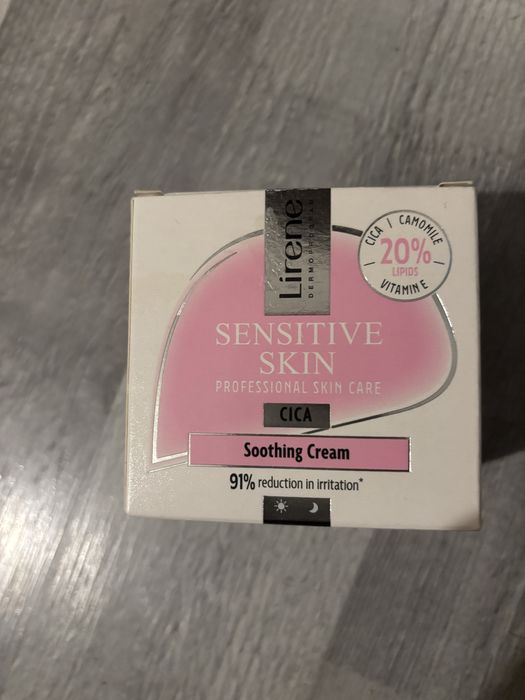 Lirene
DERMOPROGRAM
CICA | CAMOMILE
20%
LIPIDS
VITAMIN E
SENSITIVE
SKIN
PROFESSIONAL SKIN CARE
CICA
Soothing Cream
91% reduction in irritation*